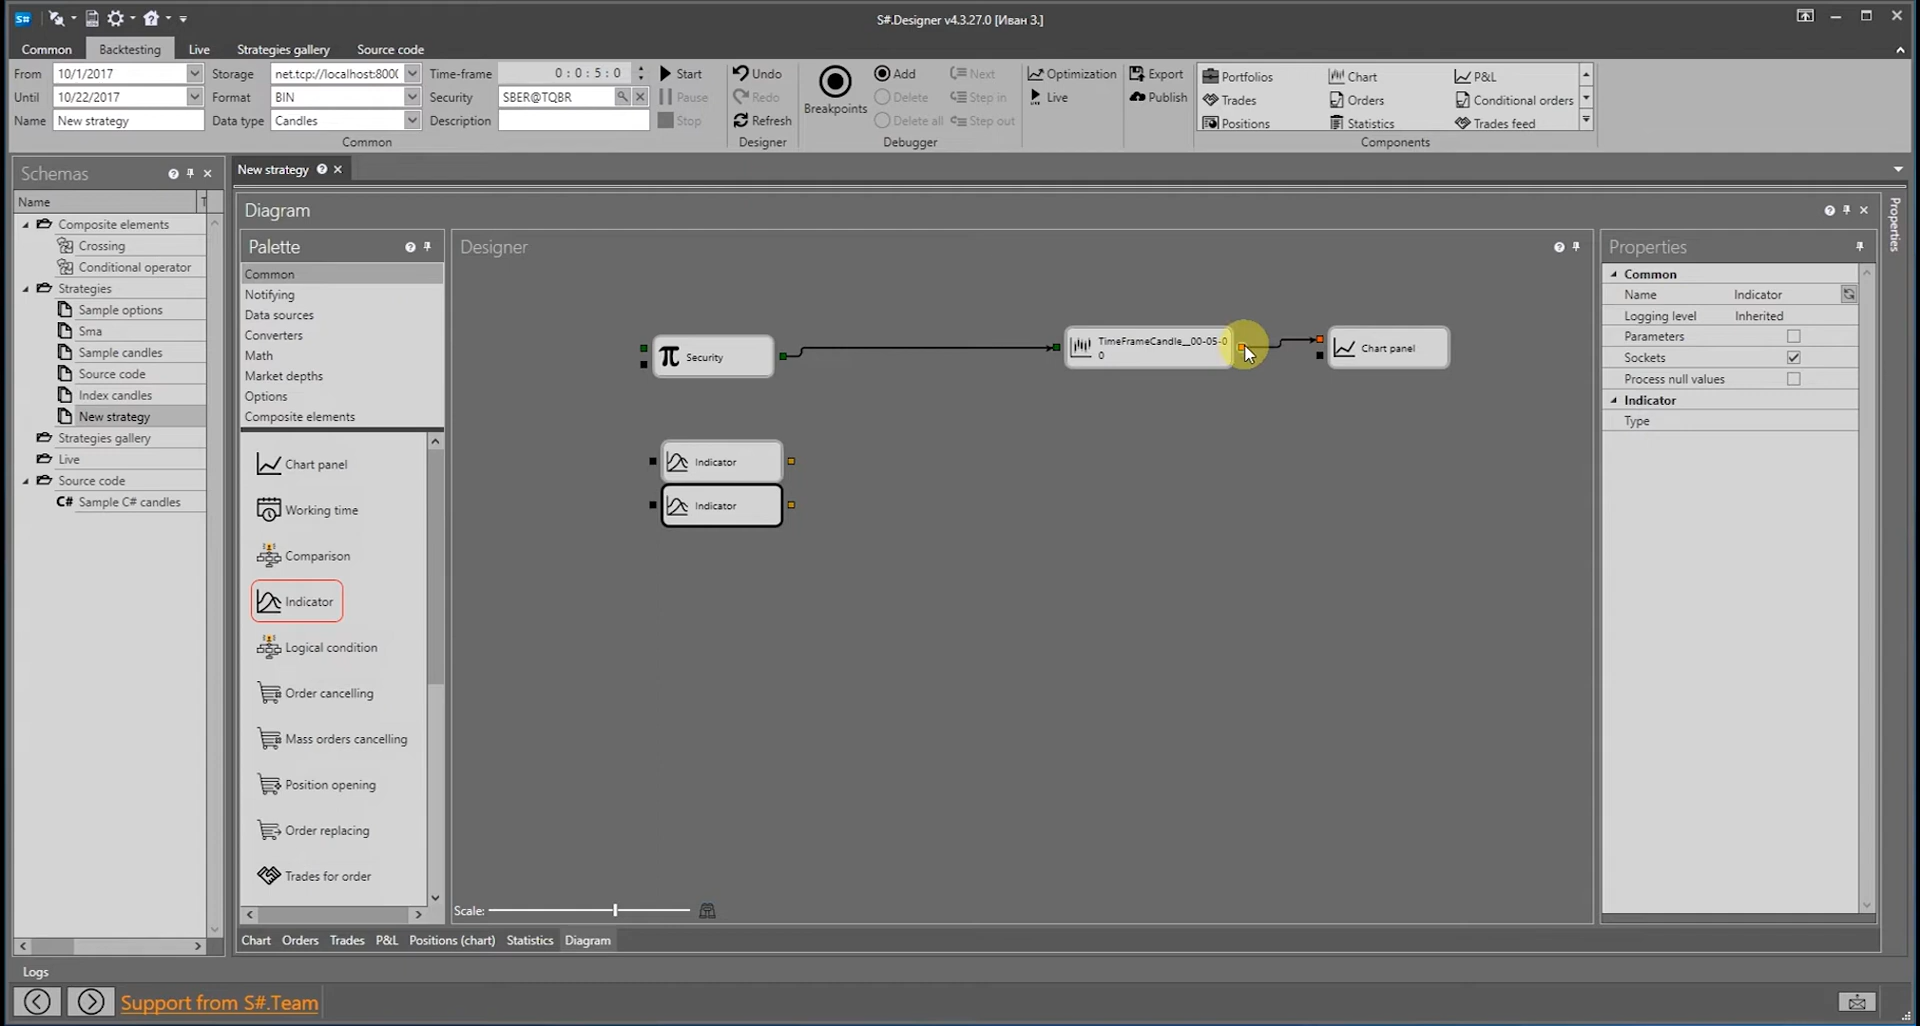 S#
S#.Designer v4.3.27.0 [Иван З.]
Common Backtesting Live Strategies gallery Source code
From 10/1/2017 Storage net.tcp://localhost:800( Time-frame 0 : 0 : 5 : 0 Start Undo Add Next Optimization Export Portfolios Chart P&L
Until 10/22/2017 Format BIN Security SBER@TQBR Pause Redo Breakpoints Delete Step in Live Publish Trades Orders Conditional orders
Name New strategy Data type Candles Description Stop Refresh Delete all Step out Positions Statistics Trades feed
Common Designer Debugger Components
Schemas
Name T
Composite elements
Crossing
Conditional operator
Strategies
Sample options
Sma
Sample candles
Source code
Index candles
New strategy
Strategies gallery
Live
Source code
C# Sample C# candles
New strategy
Diagram
Palette
Common
Notifying
Data sources
Converters
Math
Market depths
Options
Composite elements
Chart panel
Working time
Comparison
Indicator
Logical condition
Order cancelling
Mass orders cancelling
Position opening
Order replacing
Trades for order
Designer
π Security
TimeFrameCandle__00-05-0
0
Chart panel
Indicator
Indicator
Scale:
Properties
Common
Name Indicator
Logging level Inherited
Parameters
Sockets
Process null values
Indicator
Type
Properties
Chart Orders Trades P&L Positions (chart) Statistics Diagram
Logs
Support from S#.Team